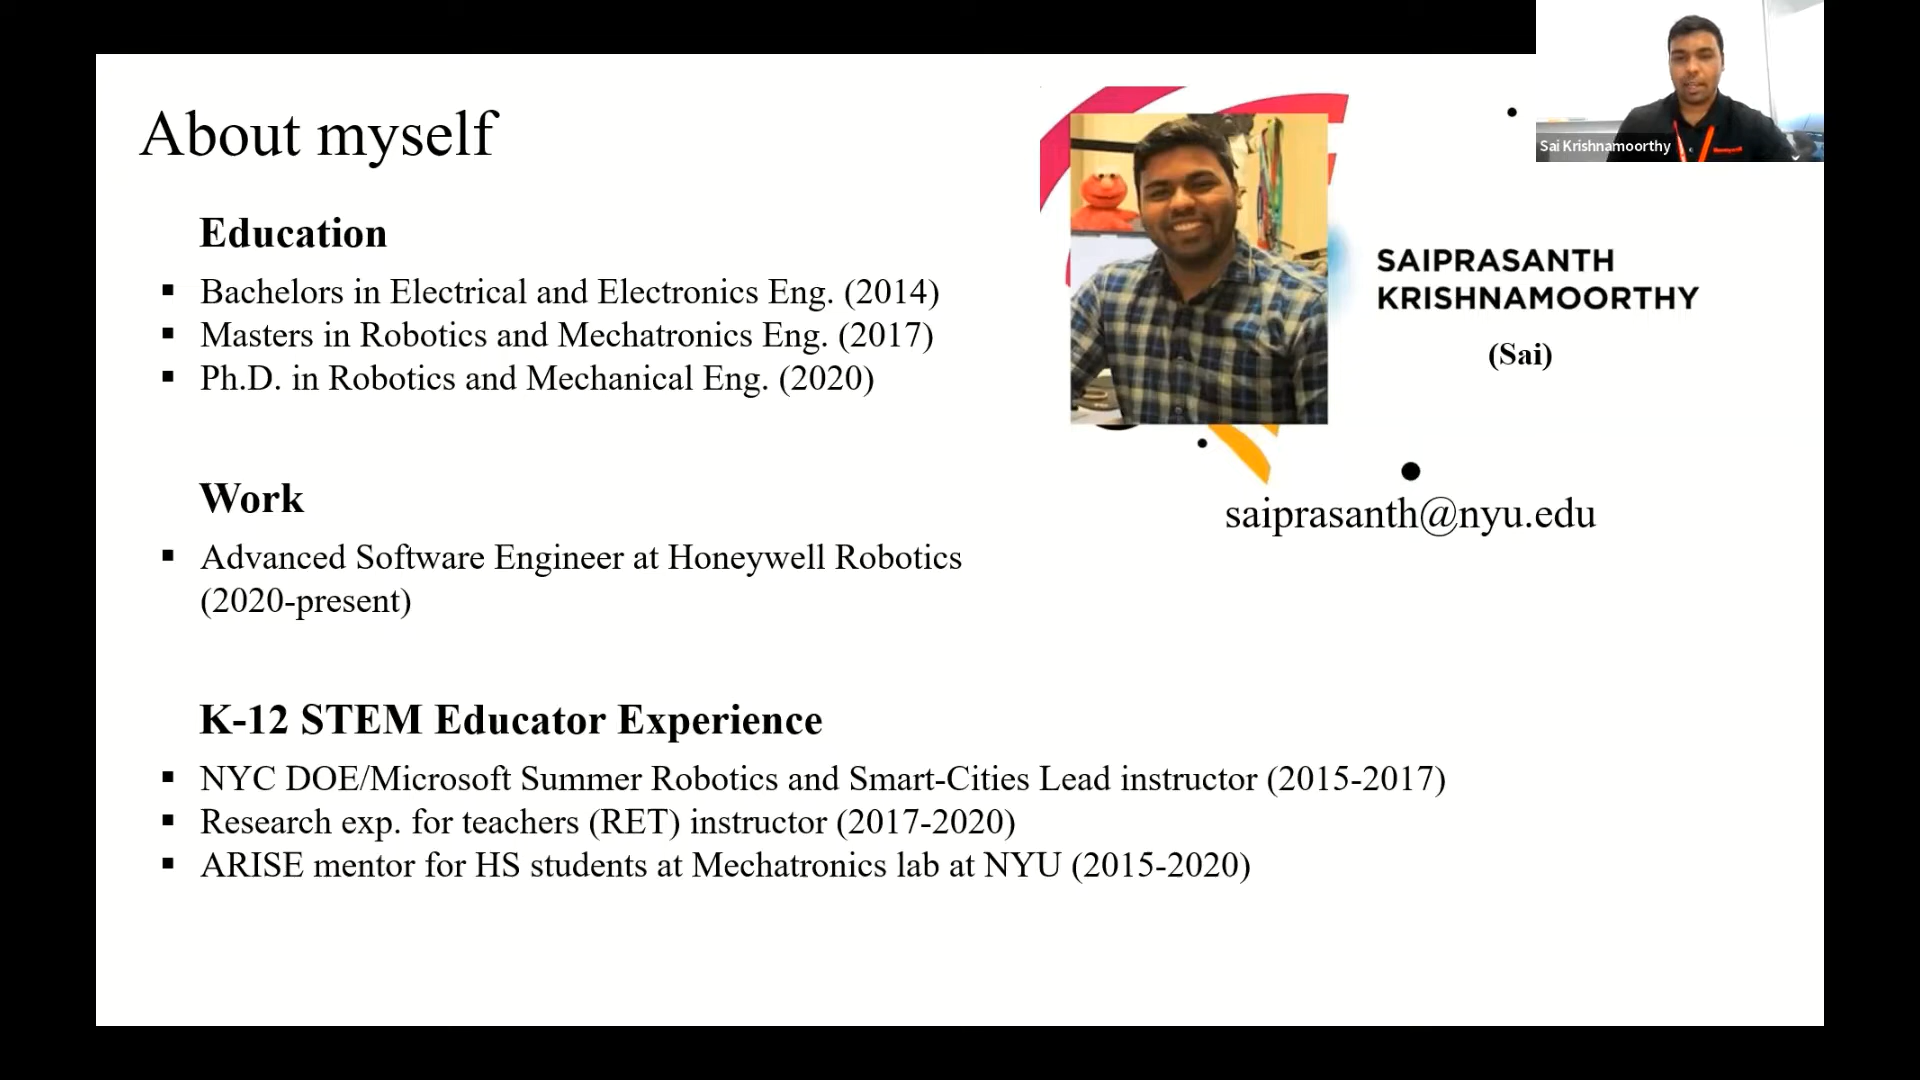 About myself
Education
▪ Bachelors in Electrical and Electronics Eng. (2014)
▪ Masters in Robotics and Mechatronics Eng. (2017)
▪ Ph.D. in Robotics and Mechanical Eng. (2020)
Work
▪ Advanced Software Engineer at Honeywell Robotics
(2020-present)
K-12 STEM Educator Experience
▪ NYC DOE/Microsoft Summer Robotics and Smart-Cities Lead instructor (2015-2017)
▪ Research exp. for teachers (RET) instructor (2017-2020)
▪ ARISE mentor for HS students at Mechatronics lab at NYU (2015-2020)
SAIPRASANTH
KRISHNAMOORTHY
(Sai)
saiprasanth@nyu.edu
Sai Krishnamoorthy